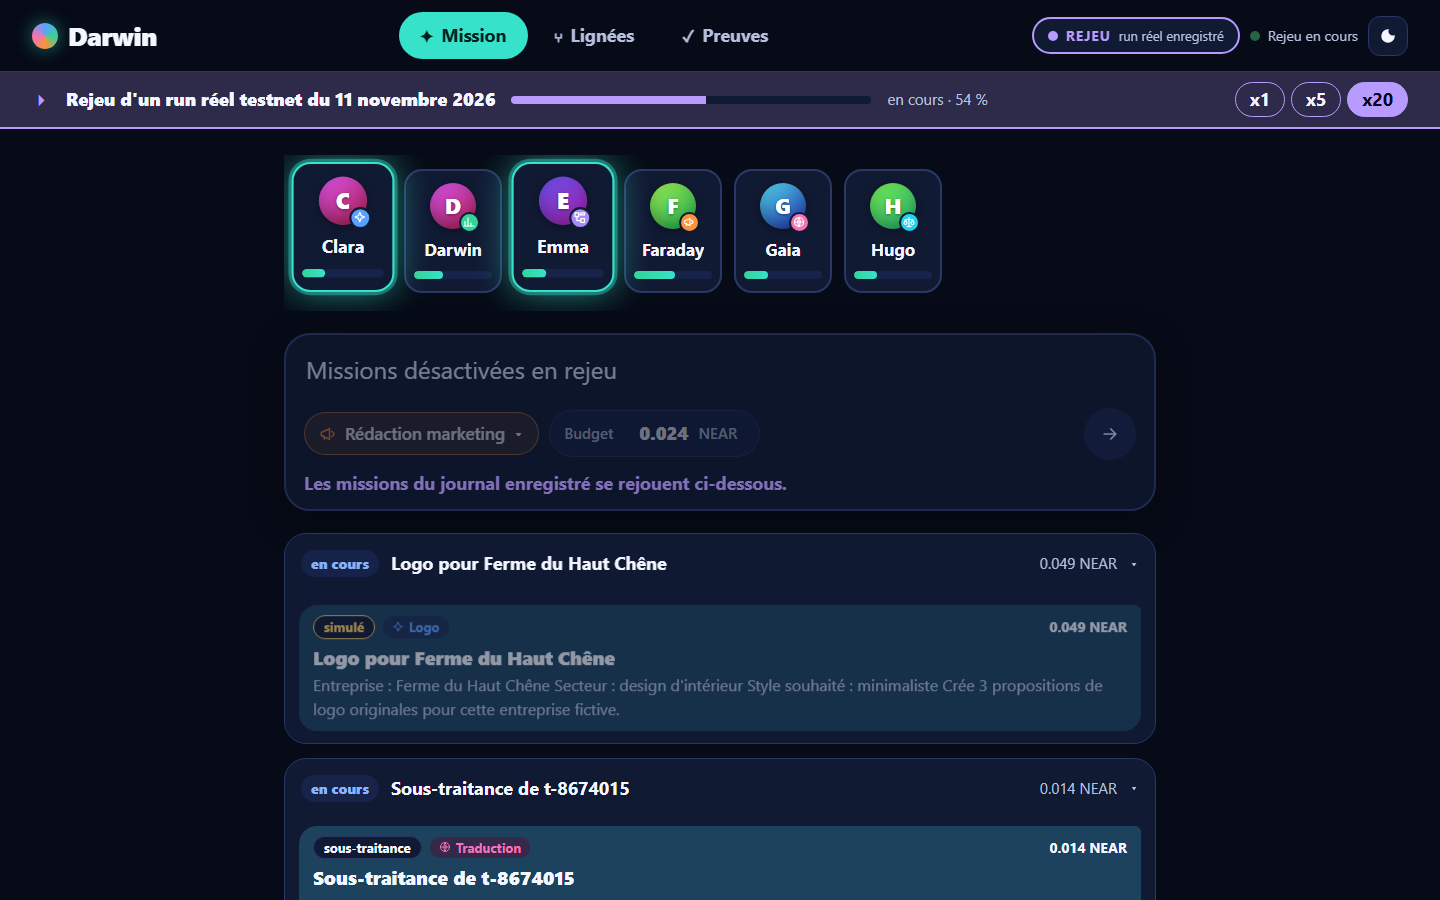 Darwin
Mission
Lignées
Preuves
REJEU run réel enregistré
Rejeu en cours
Rejeu d'un run réel testnet du 11 novembre 2026
en cours · 54 %
x1
x5
x20
C
Clara
D
Darwin
E
Emma
F
Faraday
G
Gaia
H
Hugo
Missions désactivées en rejeu
Rédaction marketing
Budget 0.024 NEAR
Les missions du journal enregistré se rejouent ci-dessous.
en cours Logo pour Ferme du Haut Chêne 0.049 NEAR
simulé Logo 0.049 NEAR
Logo pour Ferme du Haut Chêne
Entreprise : Ferme du Haut Chêne Secteur : design d'intérieur Style souhaité : minimaliste Crée 3 propositions de
logo originales pour cette entreprise fictive.
en cours Sous-traitance de t-8674015 0.014 NEAR
sous-traitance Traduction 0.014 NEAR
Sous-traitance de t-8674015